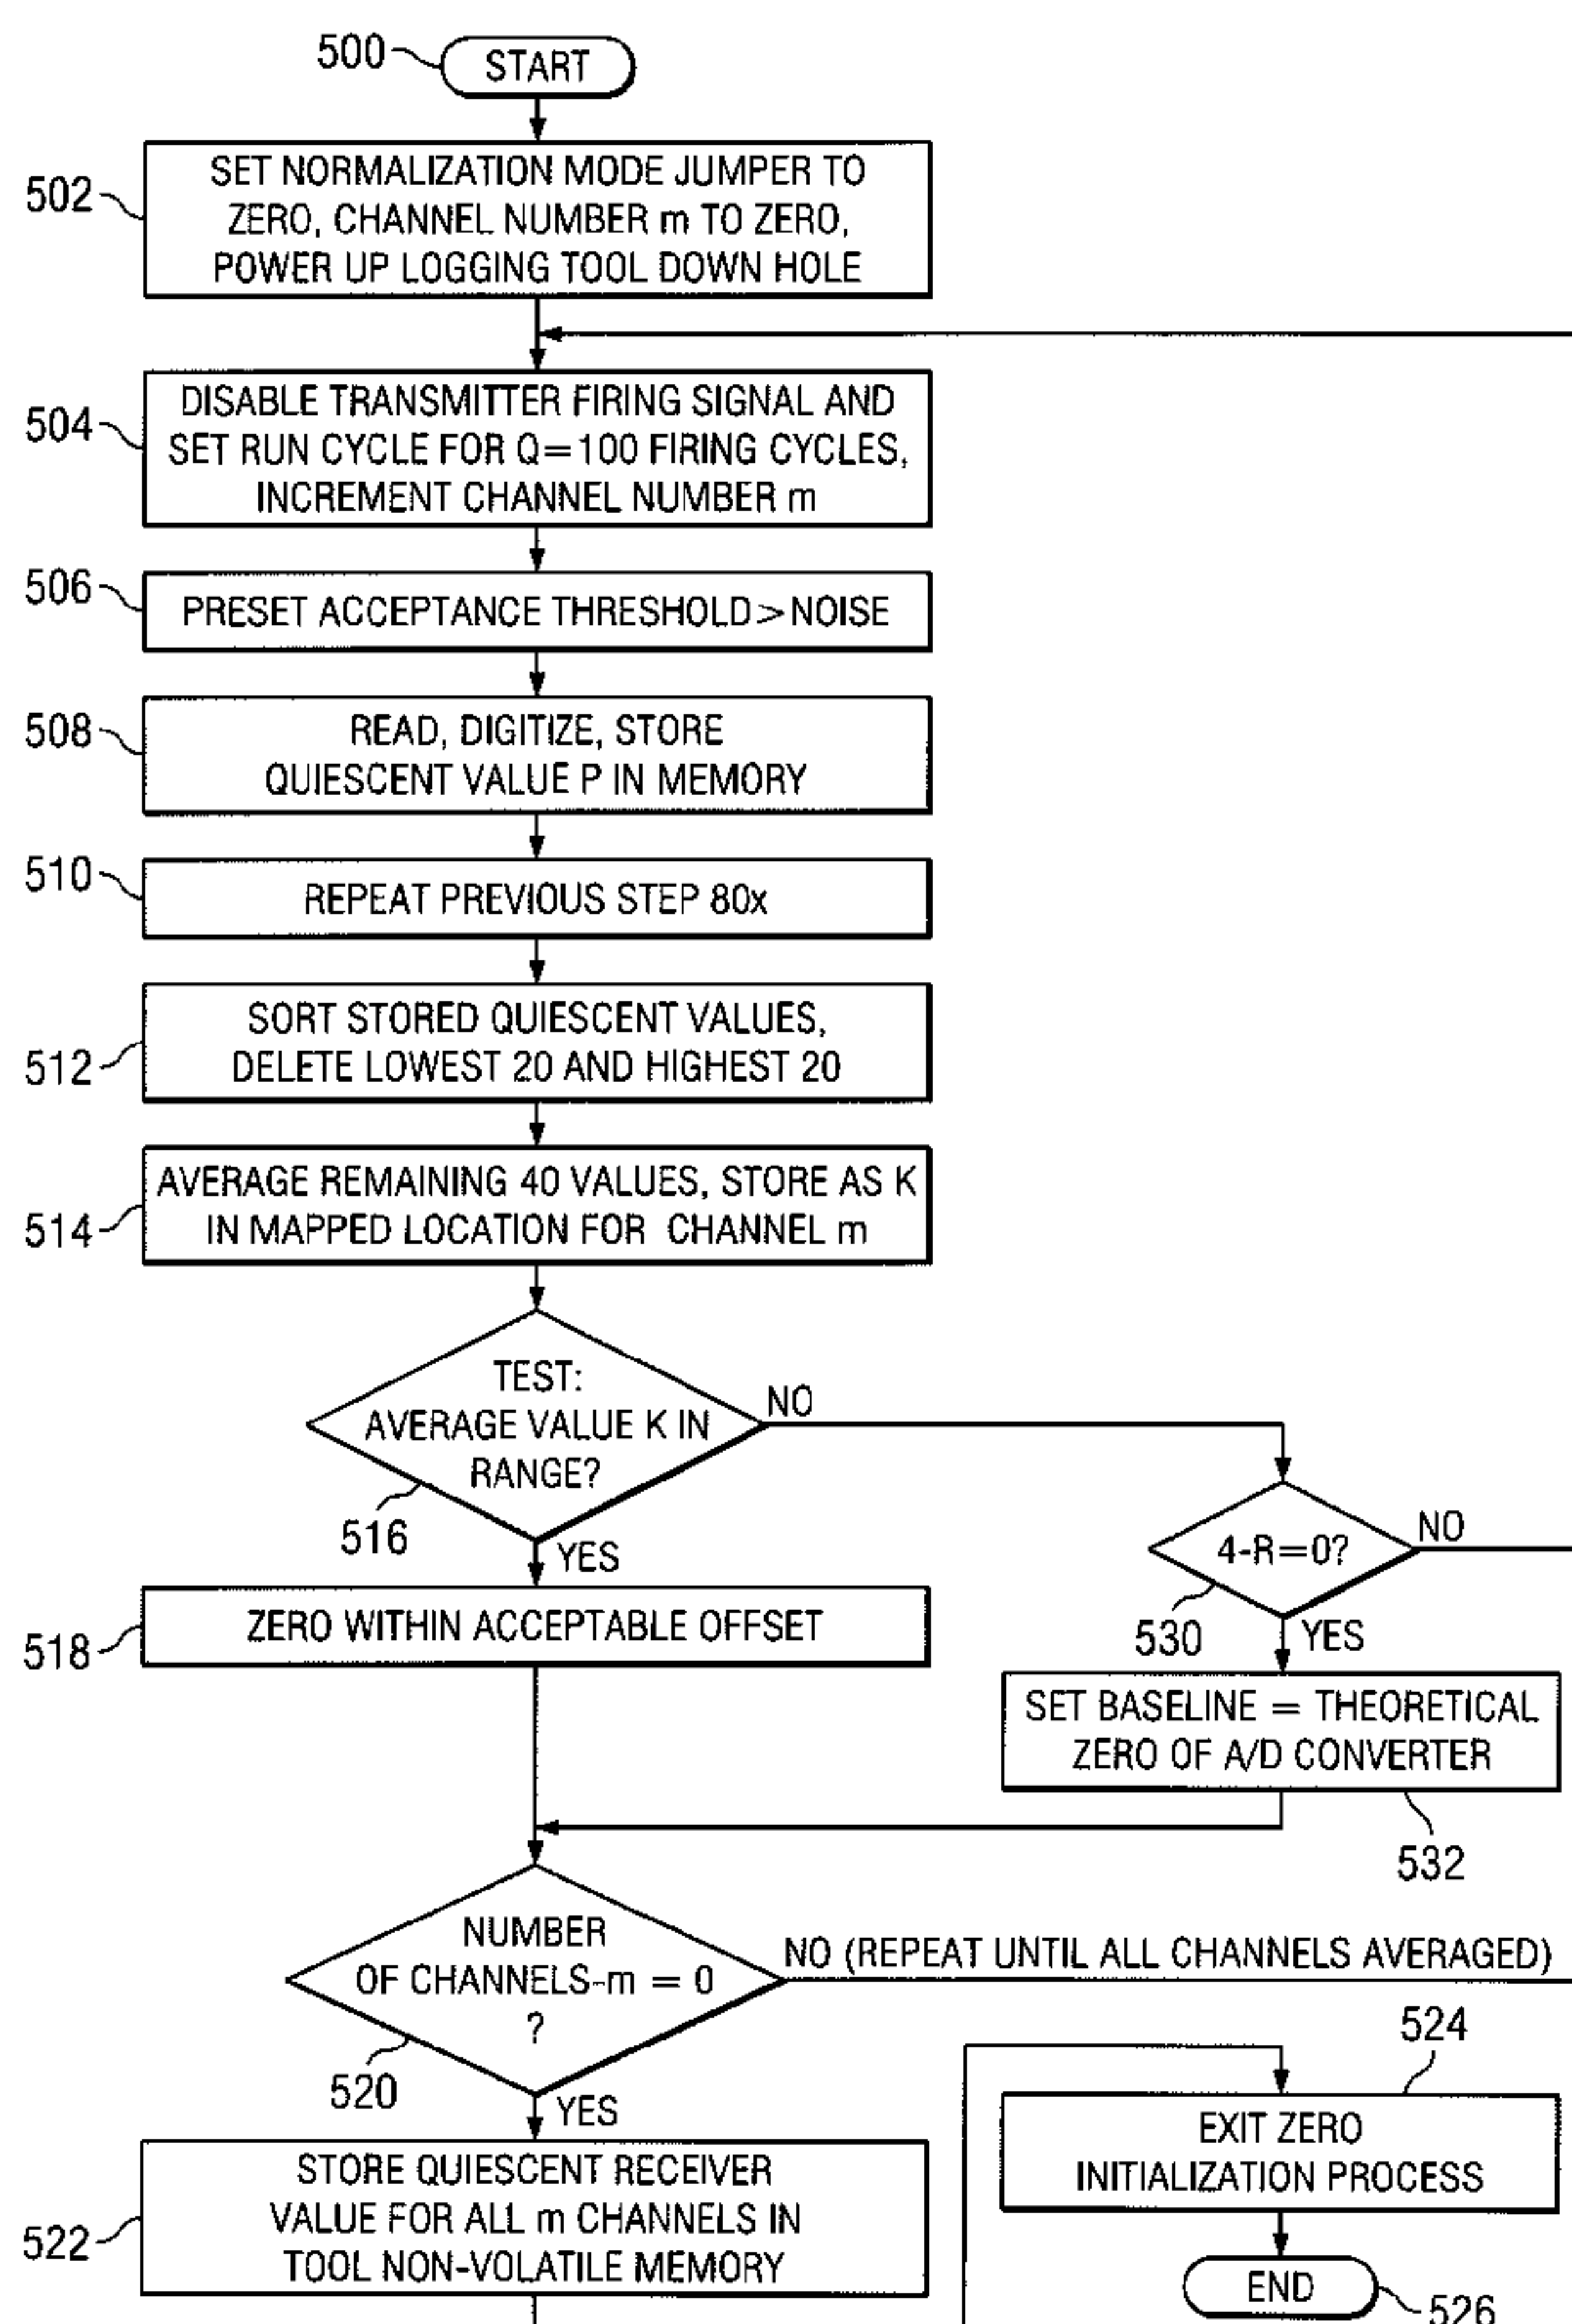 500
START
502
SET NORMALIZATION MODE JUMPER TO
ZERO, CHANNEL NUMBER m TO ZERO,
POWER UP LOGGING TOOL DOWN HOLE
504
DISABLE TRANSMITTER FIRING SIGNAL AND
SET RUN CYCLE FOR Q=100 FIRING CYCLES,
INCREMENT CHANNEL NUMBER m
506
PRESET ACCEPTANCE THRESHOLD>NOISE
508
READ, DIGITIZE, STORE
QUIESCENT VALUE P IN MEMORY
510
REPEAT PREVIOUS STEP 80x
512
SORT STORED QUIESCENT VALUES,
DELETE LOWEST 20 AND HIGHEST 20
514
AVERAGE REMAINING 40 VALUES, STORE AS K
IN MAPPED LOCATION FOR CHANNEL m
TEST:
AVERAGE VALUE K IN
RANGE?
NO
516
YES
4-R=0?
NO
530
YES
518
ZERO WITHIN ACCEPTABLE OFFSET
SET BASELINE = THEORETICAL
ZERO OF A/D CONVERTER
532
NUMBER
OF CHANNELS-m = 0
?
NO (REPEAT UNTIL ALL CHANNELS AVERAGED)
520
YES
522
STORE QUIESCENT RECEIVER
VALUE FOR ALL m CHANNELS IN
TOOL NON-VOLATILE MEMORY
524
EXIT ZERO
INITIALIZATION PROCESS
END
526